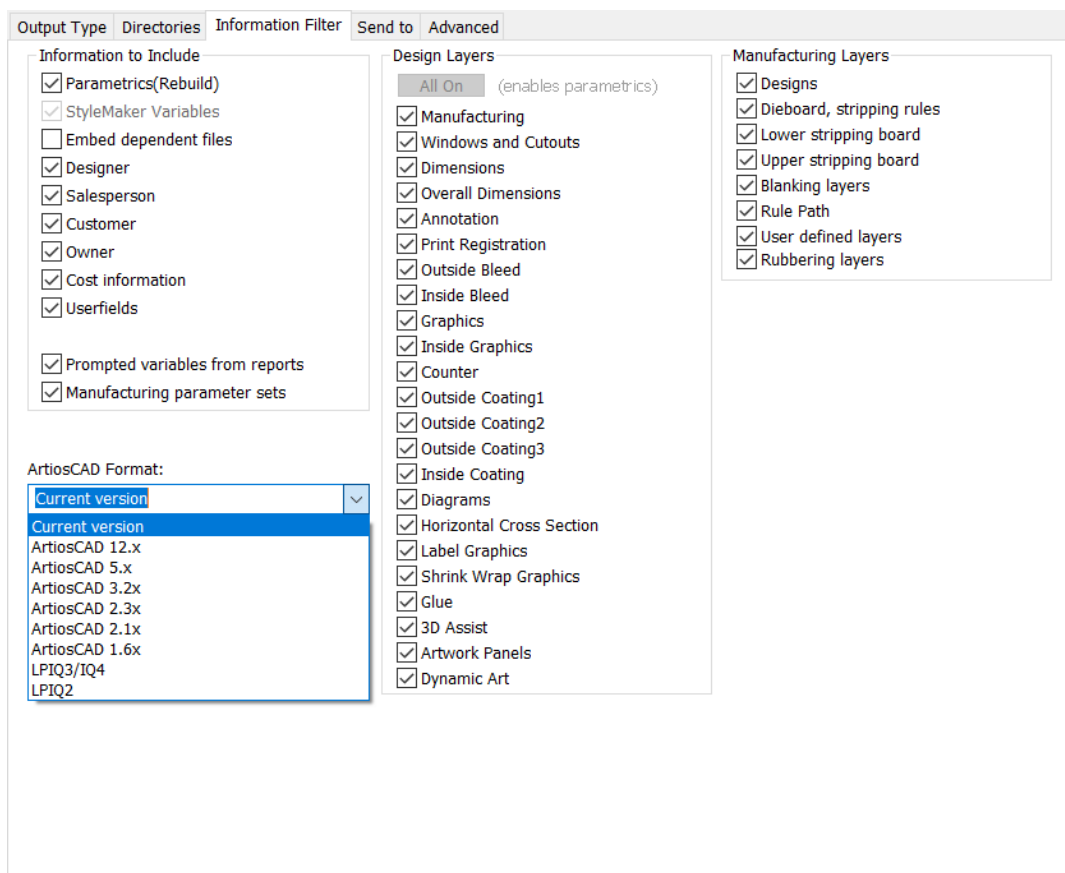 Output Type Directories Information Filter Send to Advanced
Information to Include
Parametrics(Rebuild)
StyleMaker Variables
Embed dependent files
Designer
Salesperson
Customer
Owner
Cost information
Userfields
Prompted variables from reports
Manufacturing parameter sets
ArtiosCAD Format:
Current version
Current version
ArtiosCAD 12.x
ArtiosCAD 5.x
ArtiosCAD 3.2x
ArtiosCAD 2.3x
ArtiosCAD 2.1x
ArtiosCAD 1.6x
LPIQ3/IQ4
LPIQ2
Design Layers
All On (enables parametrics)
Manufacturing
Windows and Cutouts
Dimensions
Overall Dimensions
Annotation
Print Registration
Outside Bleed
Inside Bleed
Graphics
Inside Graphics
Counter
Outside Coating1
Outside Coating2
Outside Coating3
Inside Coating
Diagrams
Horizontal Cross Section
Label Graphics
Shrink Wrap Graphics
Glue
3D Assist
Artwork Panels
Dynamic Art
Manufacturing Layers
Designs
Dieboard, stripping rules
Lower stripping board
Upper stripping board
Blanking layers
Rule Path
User defined layers
Rubbering layers